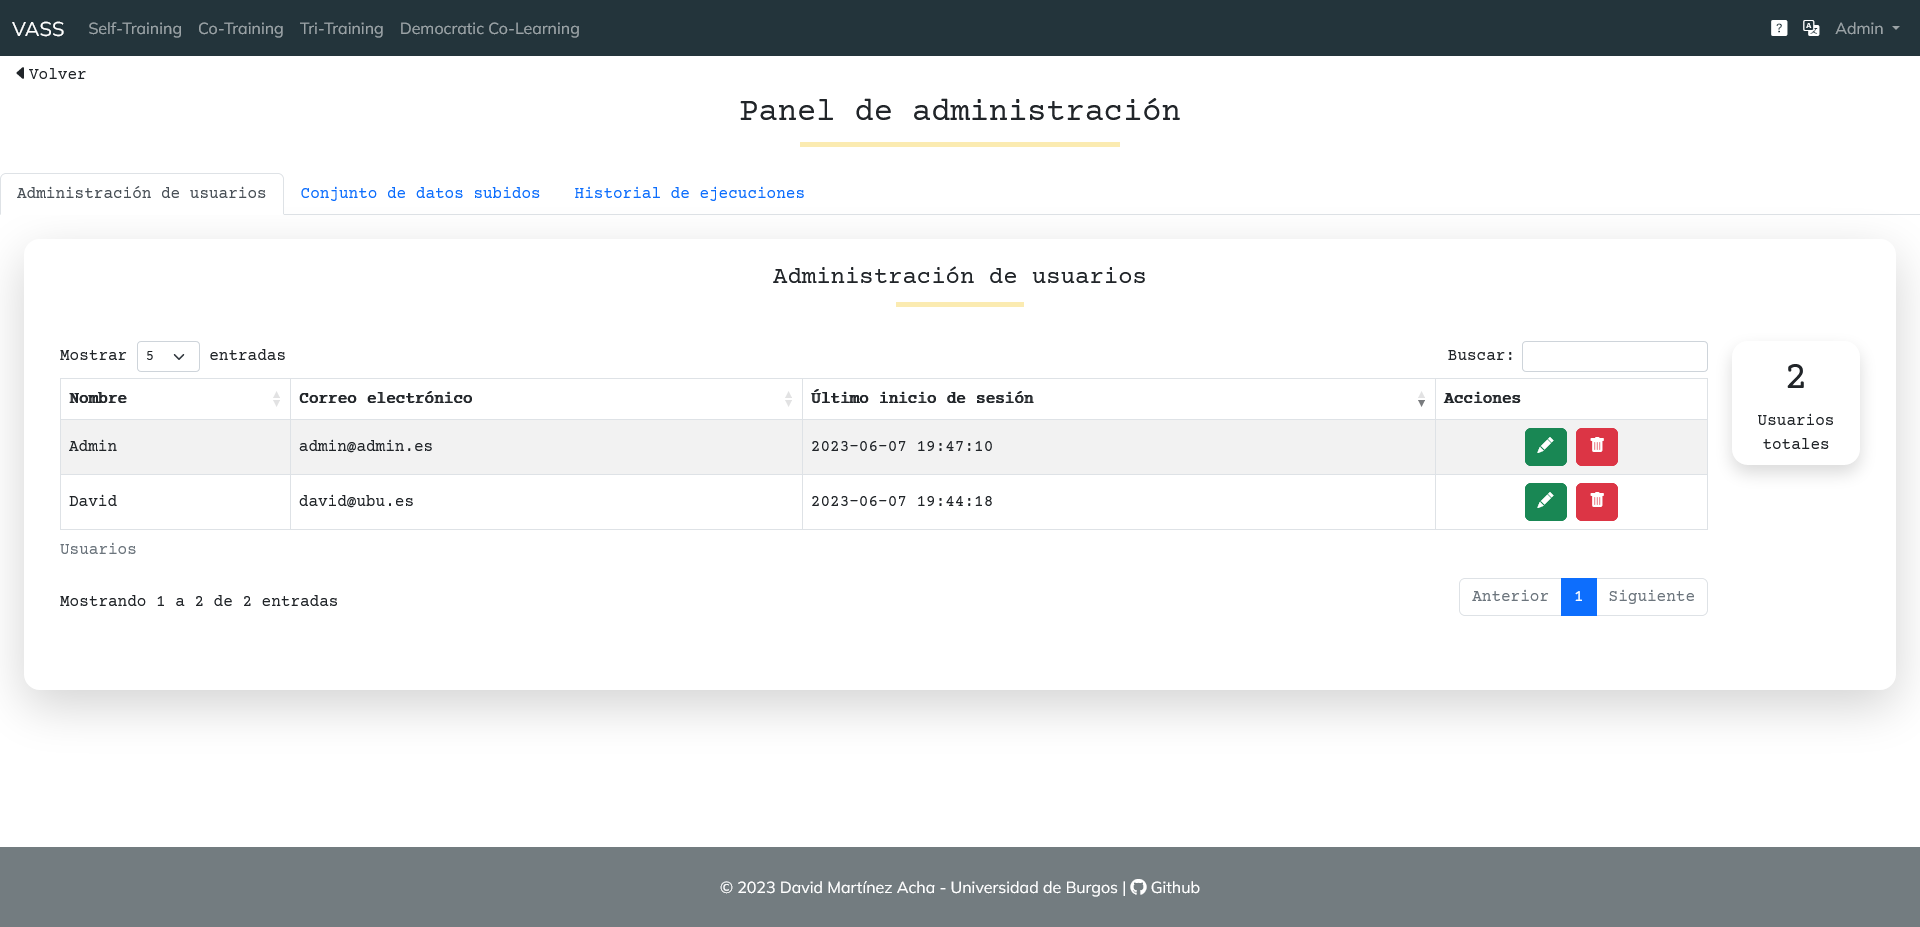 VASS Self-Training Co-Training Tri-Training Democratic Co-Learning Admin
Volver
Panel de administración
Administración de usuarios Conjunto de datos subidos Historial de ejecuciones
Administración de usuarios
Mostrar 5 entradas Buscar:
Nombre Correo electrónico Último inicio de sesión Acciones
Admin admin@admin.es 2023-06-07 19:47:10
David david@ubu.es 2023-06-07 19:44:18
2
Usuarios
totales
Usuarios
Mostrando 1 a 2 de 2 entradas Anterior 1 Siguiente
© 2023 David Martínez Acha - Universidad de Burgos | Github